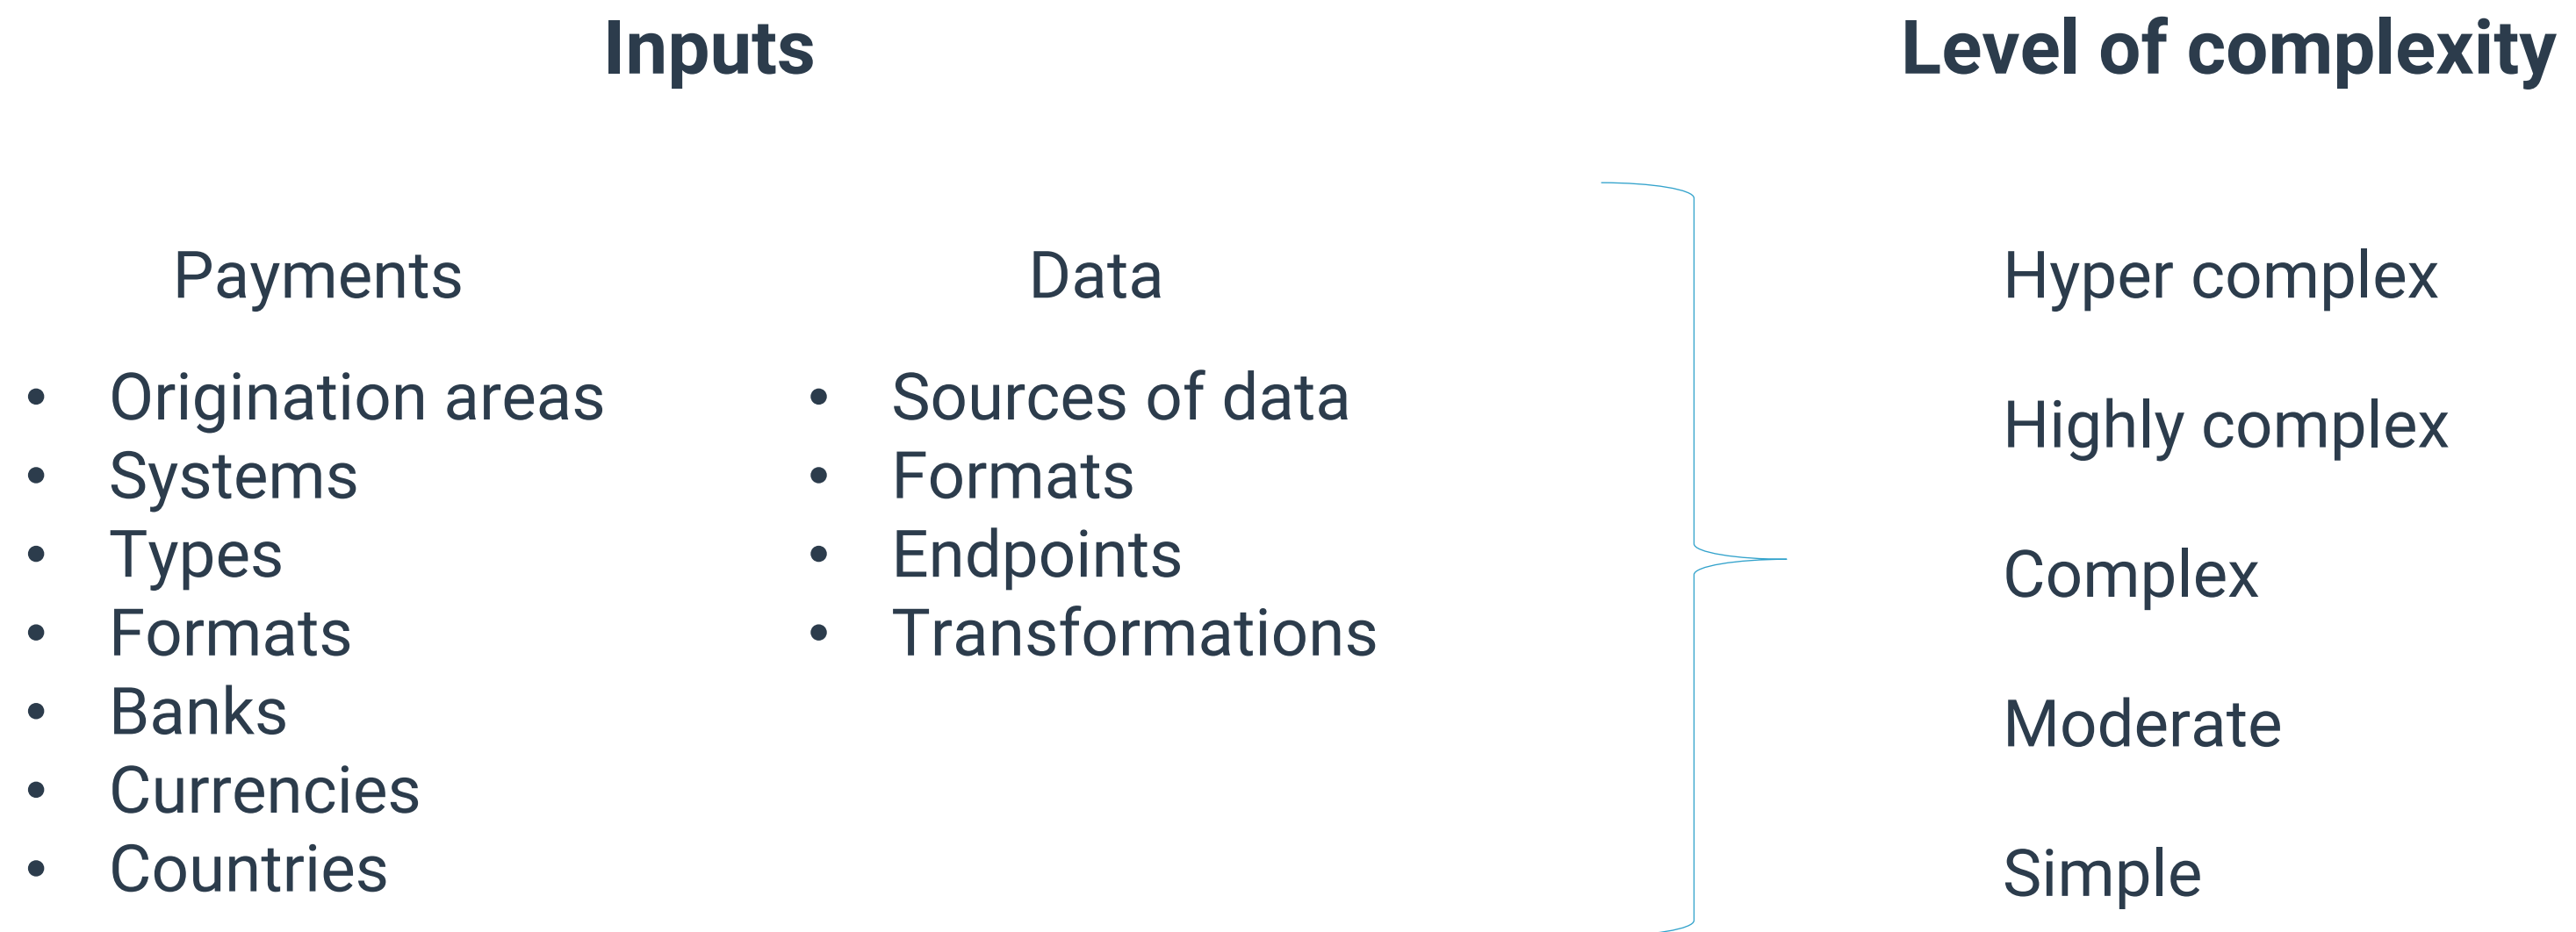 Inputs
Level of complexity
Payments
• Origination areas
• Systems
• Types
• Formats
• Banks
• Currencies
• Countries
Data
• Sources of data
• Formats
• Endpoints
• Transformations
Hyper complex
Highly complex
Complex
Moderate
Simple